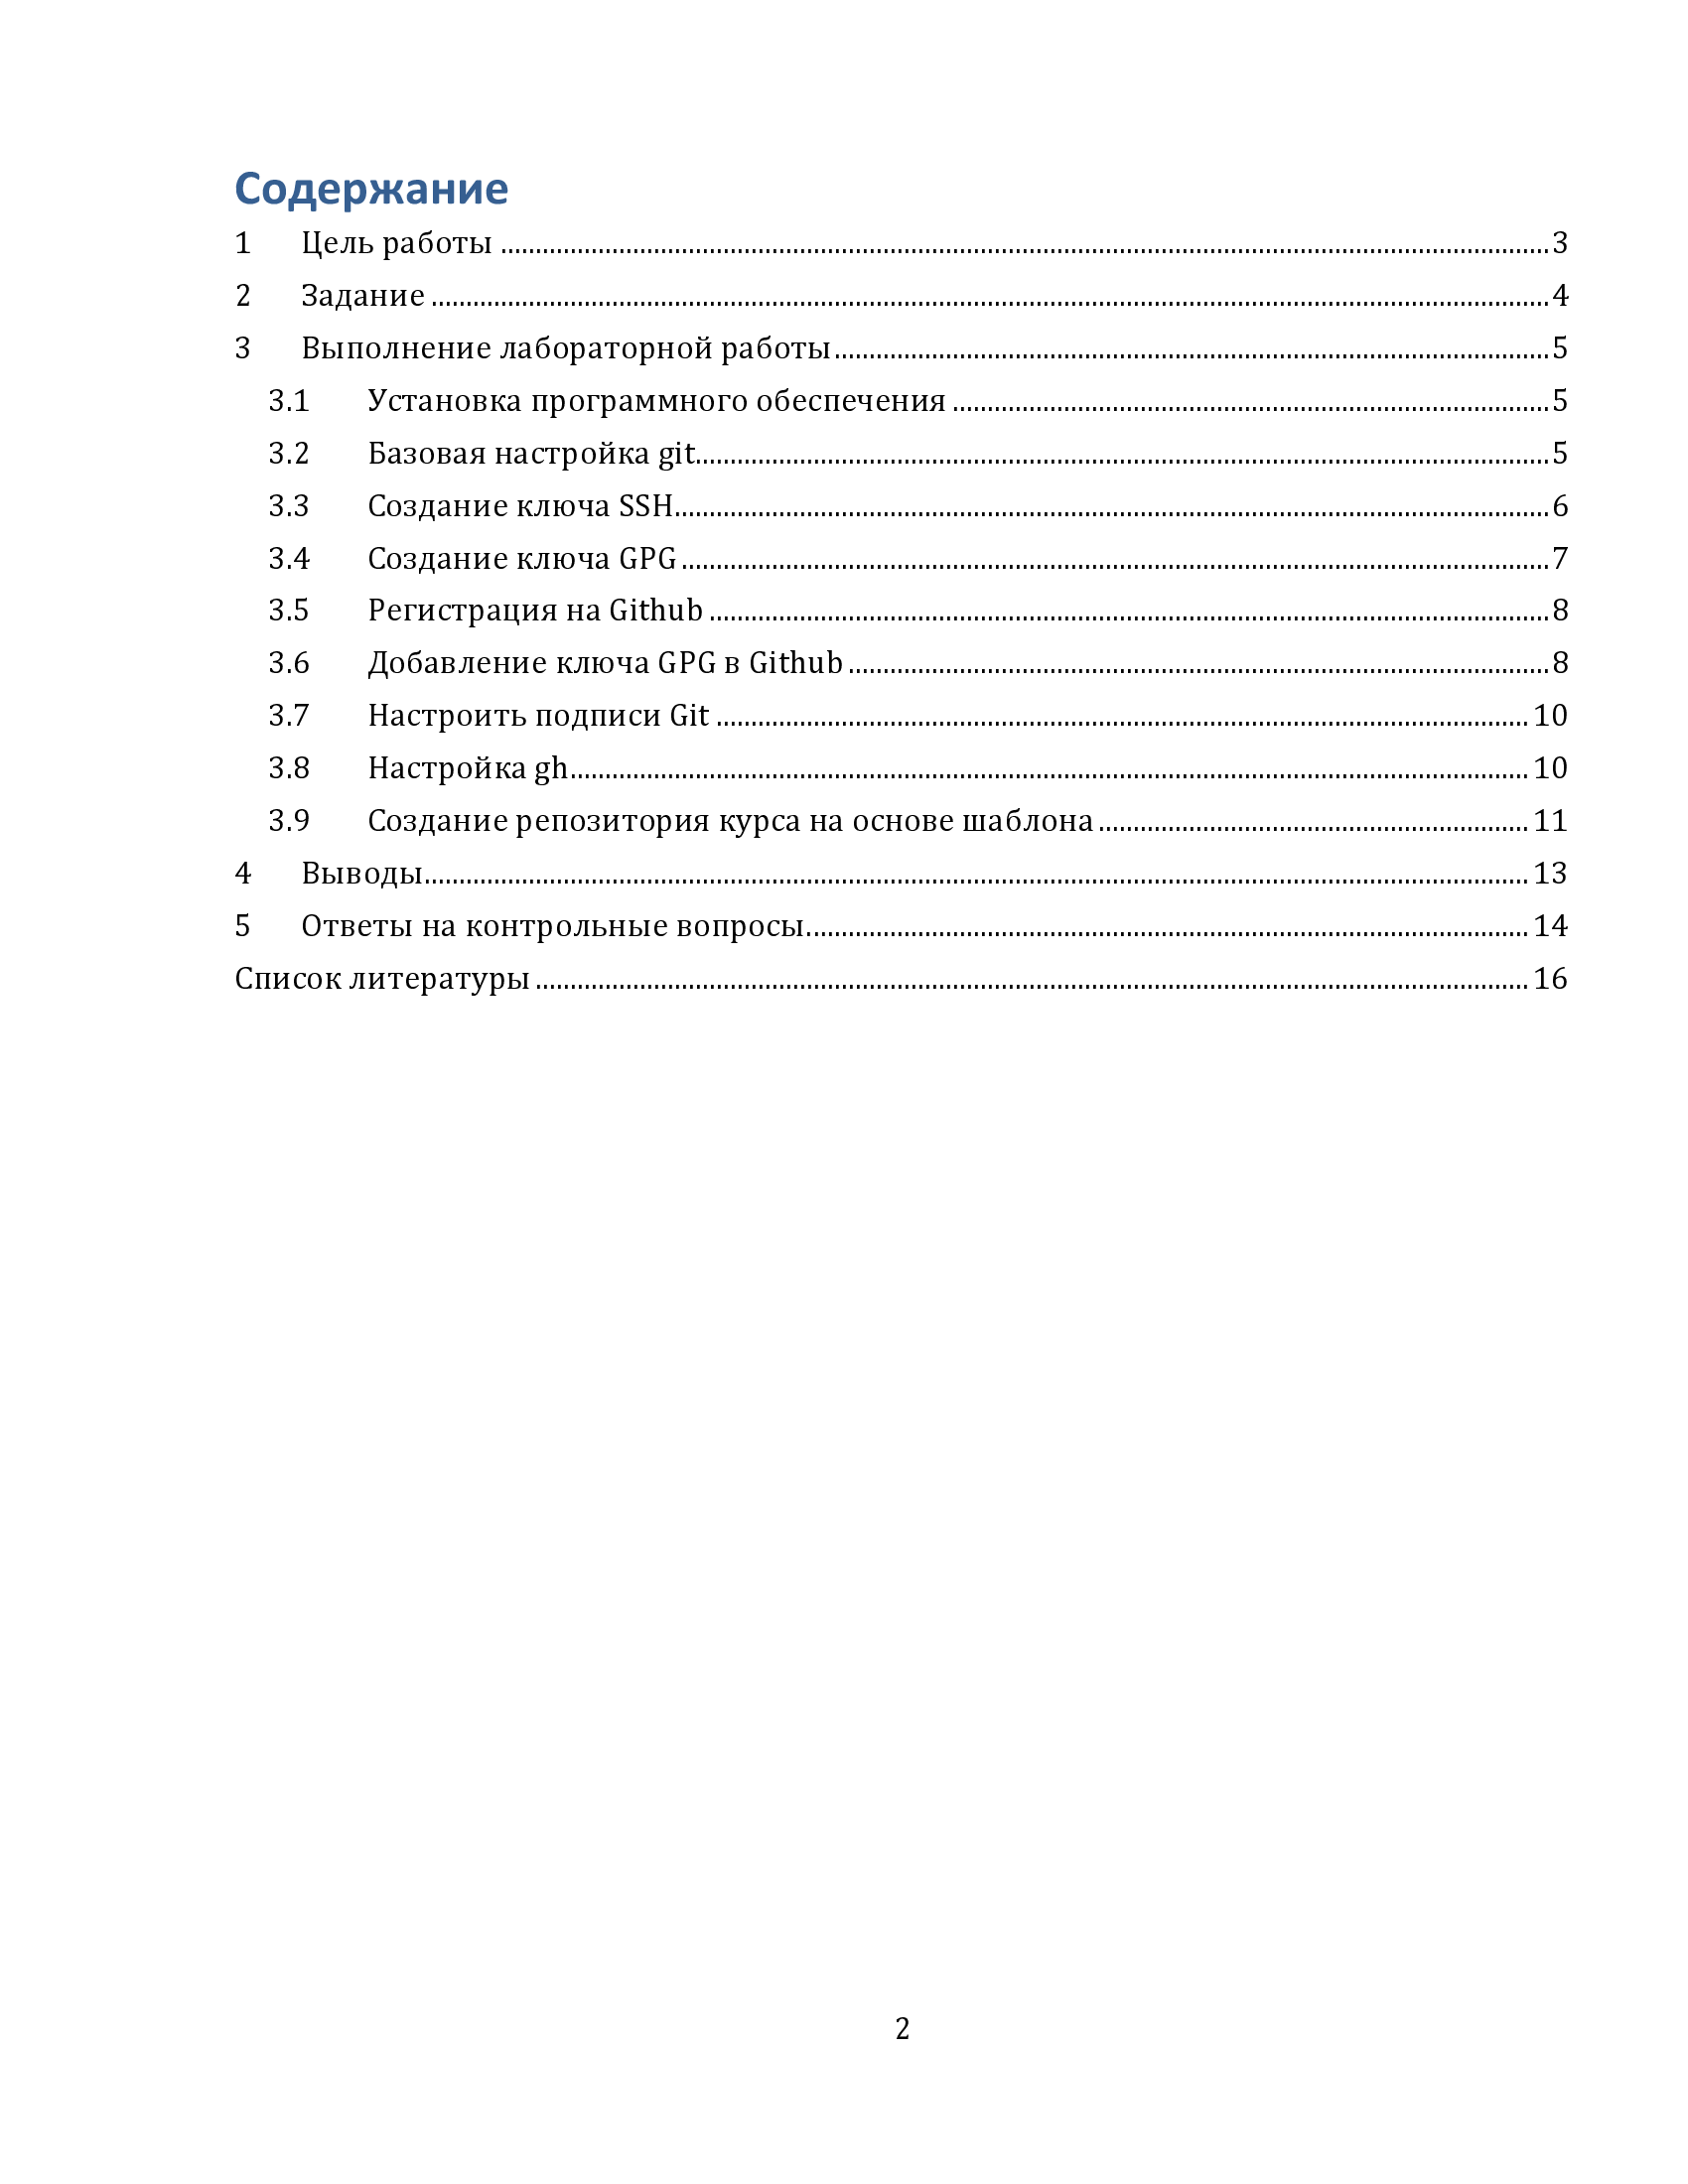 Содержание
1 Цель работы ........ 3
2 Задание ........ 4
3 Выполнение лабораторной работы ........ 5
3.1 Установка программного обеспечения ........ 5
3.2 Базовая настройка git ........ 5
3.3 Создание ключа SSH ........ 6
3.4 Создание ключа GPG ........ 7
3.5 Регистрация на Github ........ 8
3.6 Добавление ключа GPG в Github ........ 8
3.7 Настроить подписи Git ........ 10
3.8 Настройка gh ........ 10
3.9 Создание репозитория курса на основе шаблона ........ 11
4 Выводы ........ 13
5 Ответы на контрольные вопросы ........ 14
Список литературы ........ 16
2